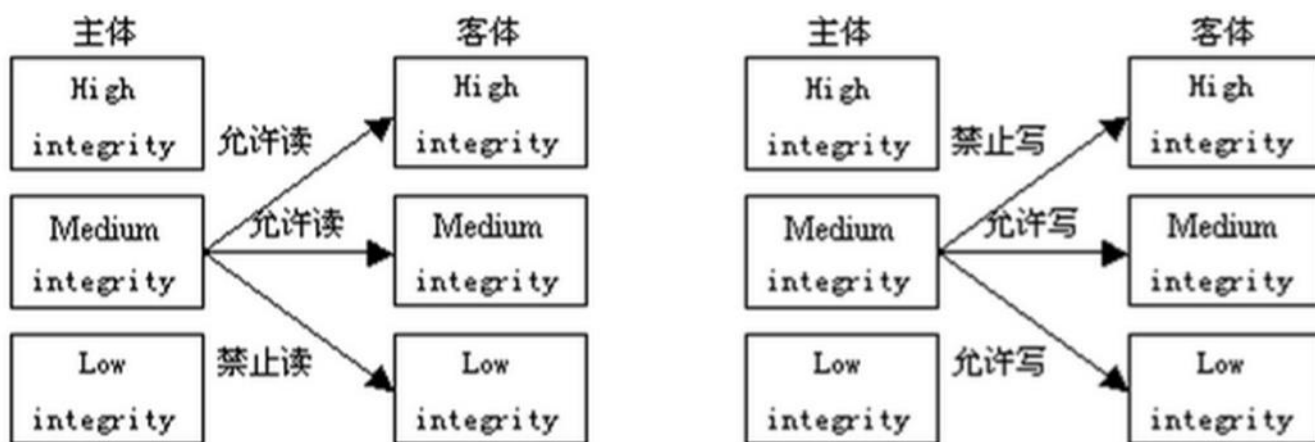 主体
客体
High
integrity
允许读
High
integrity
Medium
integrity
允许读
Medium
integrity
Low
integrity
禁止读
Low
integrity
主体
客体
High
integrity
禁止写
High
integrity
Medium
integrity
允许写
Medium
integrity
Low
integrity
允许写
Low
integrity